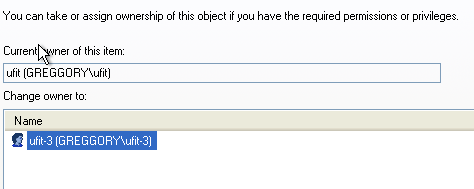 You can take or assign ownership of this object if you have the required permissions or privileges.
Current owner of this item:
ufit (GREGGORY\ufit)
Change owner to:
Name
ufit-3 (GREGGORY\ufit-3)